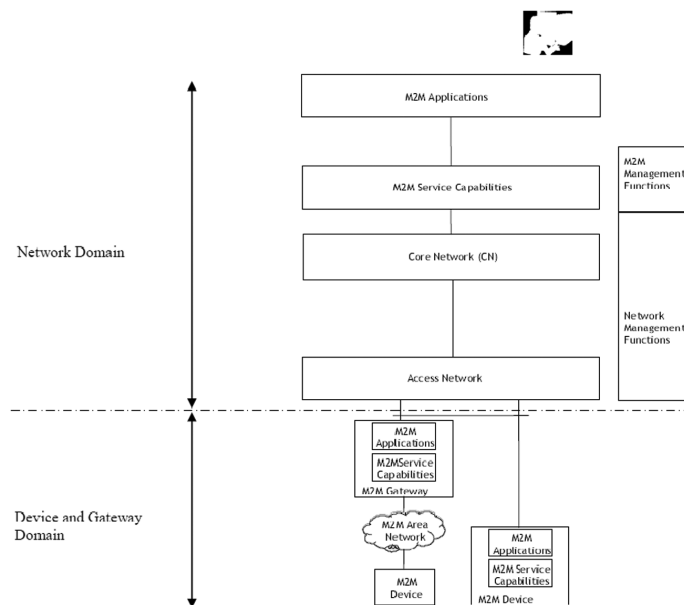 M2M Applications
M2M
Management
Functions
M2M Service Capabilities
Network Domain
Core Network (CN)
Network
Management
Functions
Access Network
M2M
Applications
M2MService
Capabilities
M2M Gateway
Device and Gateway
Domain
M2M Area
Network
M2M
Applications
M2M Service
Capabilities
M2M
Device
M2M Device